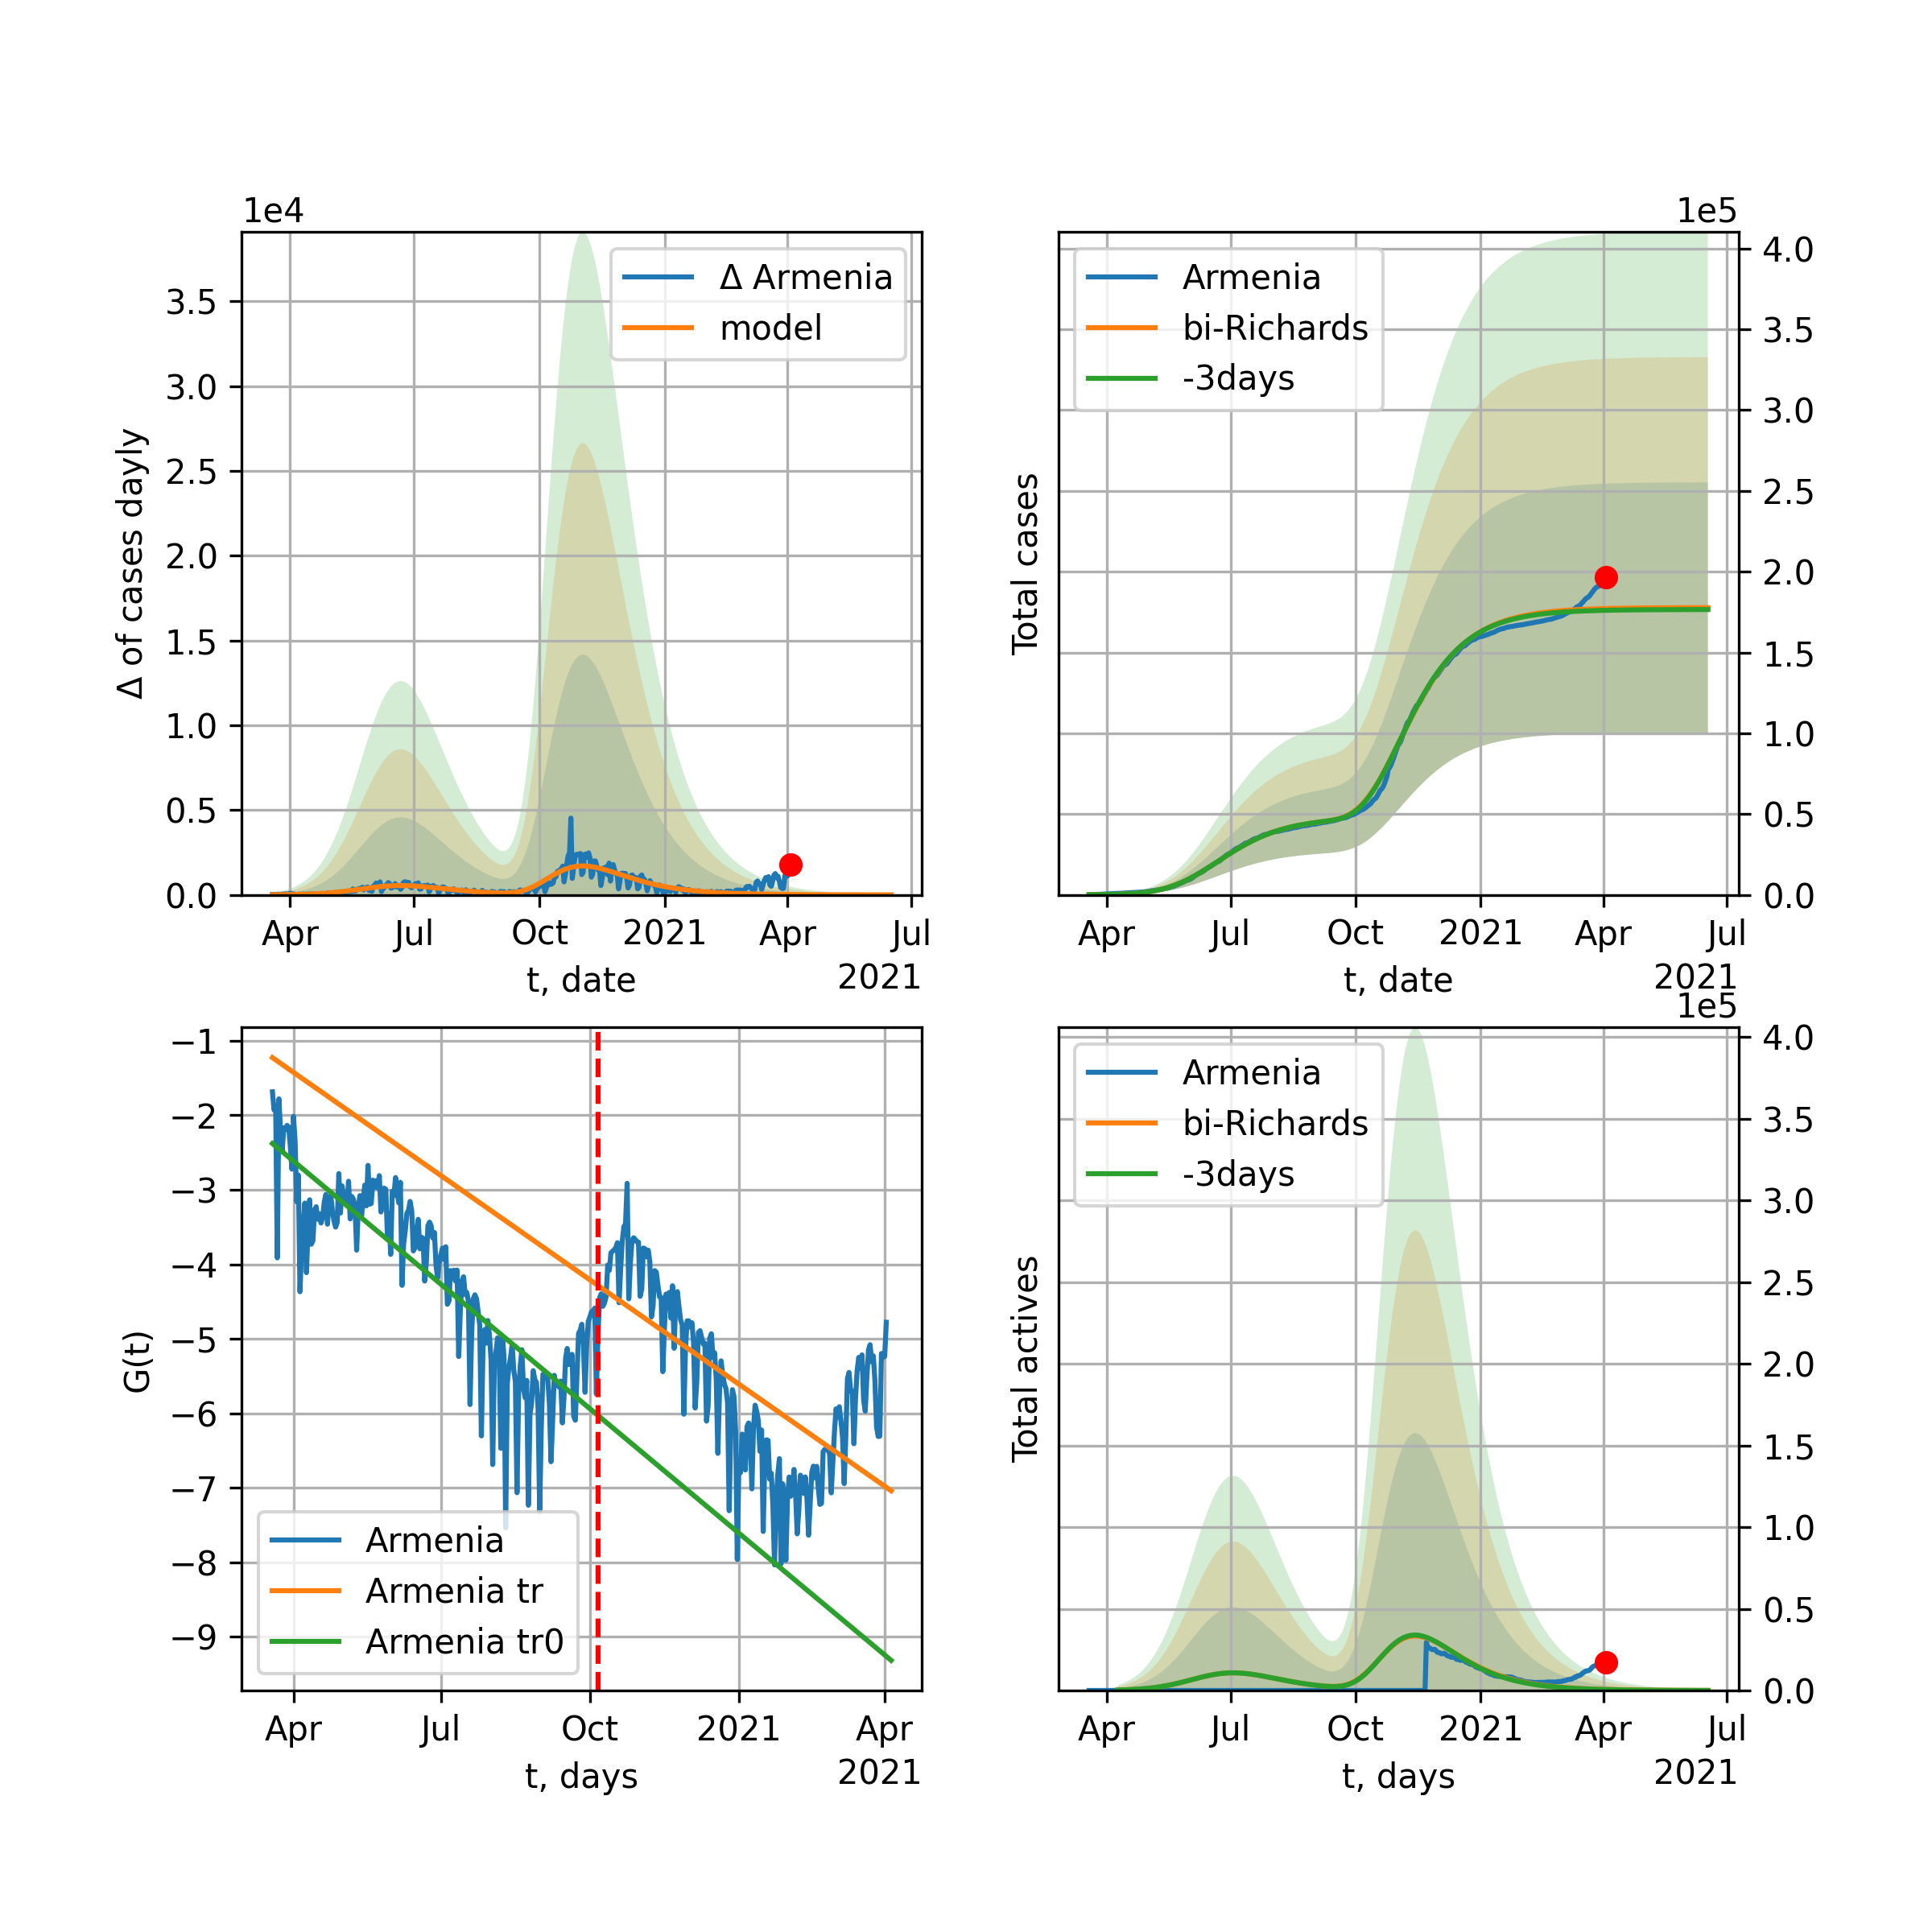 1e4
Δ of cases dayly
3.5
3.0
2.5
2.0
1.5
1.0
0.5
0.0
Δ Armenia
model
Apr Jul Oct 2021 Apr Jul
t, date
2021
1e5
Total cases
Armenia
bi-Richards
-3days
4.0
3.5
3.0
2.5
2.0
1.5
1.0
0.5
0.0
Apr Jul Oct 2021 Apr Jul
t, date
2021
G(t)
−1
−2
−3
−4
−5
−6
−7
−8
−9
Armenia
Armenia tr
Armenia tr0
Apr Jul Oct 2021 Apr
t, days
2021
1e5
Total actives
Armenia
bi-Richards
-3days
4.0
3.5
3.0
2.5
2.0
1.5
1.0
0.5
0.0
Apr Jul Oct 2021 Apr Jul
t, days
2021